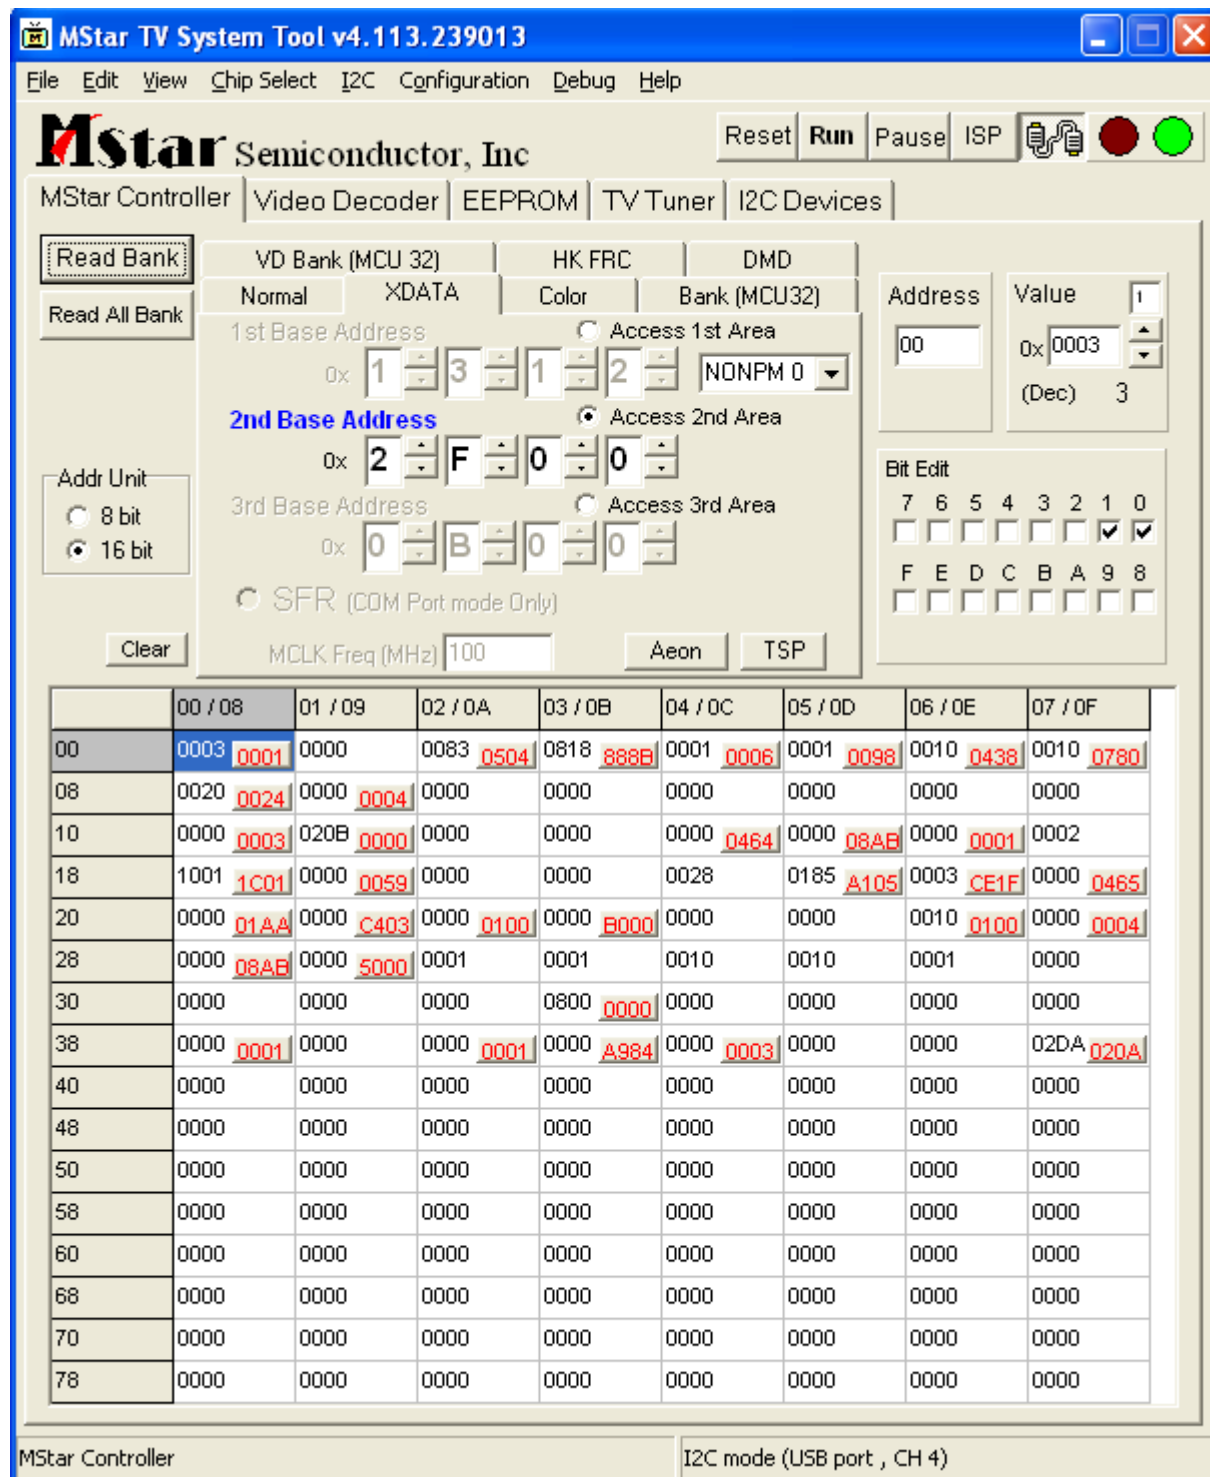 MStar TV System Tool v4.113.239013
File Edit View Chip Select I2C Configuration Debug Help
MStar Semiconductor, Inc
Reset Run Pause ISP
MStar Controller Video Decoder EEPROM TV Tuner I2C Devices
Read Bank
Read All Bank
VD Bank (MCU 32) HK FRC DMD
Normal XDATA Color Bank (MCU32)
1st Base Address Access 1st Area
0x 1 3 1 2 NONPM 0
2nd Base Address Access 2nd Area
0x 2 F 0 0
3rd Base Address Access 3rd Area
0x 0 B 0 0
SFR (COM Port mode Only)
MCLK Freq (MHz) 100 Aeon TSP
Addr Unit
8 bit
16 bit
Clear
Address
00
Value 1
0x 0003
(Dec) 3
Bit Edit
7 6 5 4 3 2 1 0
F E D C B A 9 8
00 / 08 01 / 09 02 / 0A 03 / 0B 04 / 0C 05 / 0D 06 / 0E 07 / 0F
00 0003 0001 0000 0083 0504 0818 888B 0001 0006 0001 0098 0010 0438 0010 0780
08 0020 0024 0000 0004 0000 0000 0000 0000 0000 0000
10 0000 0003 020B 0000 0000 0000 0000 0464 0000 08AB 0000 0001 0002
18 1001 1C01 0000 0059 0000 0000 0028 0185 A105 0003 CE1F 0000 0465
20 0000 01AA 0000 C403 0000 0100 0000 B000 0000 0000 0010 0100 0000 0004
28 0000 08AB 0000 5000 0001 0001 0010 0010 0001 0000
30 0000 0000 0000 0800 0000 0000 0000 0000 0000
38 0000 0001 0000 0000 0001 0000 A984 0000 0003 0000 0000 02DA 020A
40 0000 0000 0000 0000 0000 0000 0000 0000
48 0000 0000 0000 0000 0000 0000 0000 0000
50 0000 0000 0000 0000 0000 0000 0000 0000
58 0000 0000 0000 0000 0000 0000 0000 0000
60 0000 0000 0000 0000 0000 0000 0000 0000
68 0000 0000 0000 0000 0000 0000 0000 0000
70 0000 0000 0000 0000 0000 0000 0000 0000
78 0000 0000 0000 0000 0000 0000 0000 0000
MStar Controller I2C mode (USB port , CH 4)